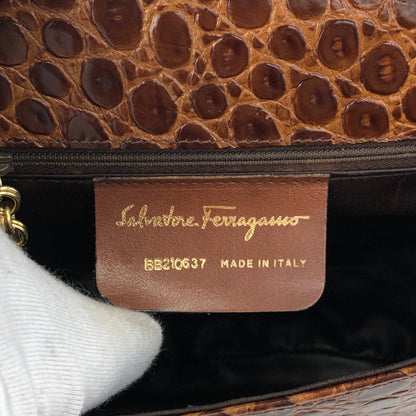 Salvatore Ferragamo
BB210637 MADE IN ITALY